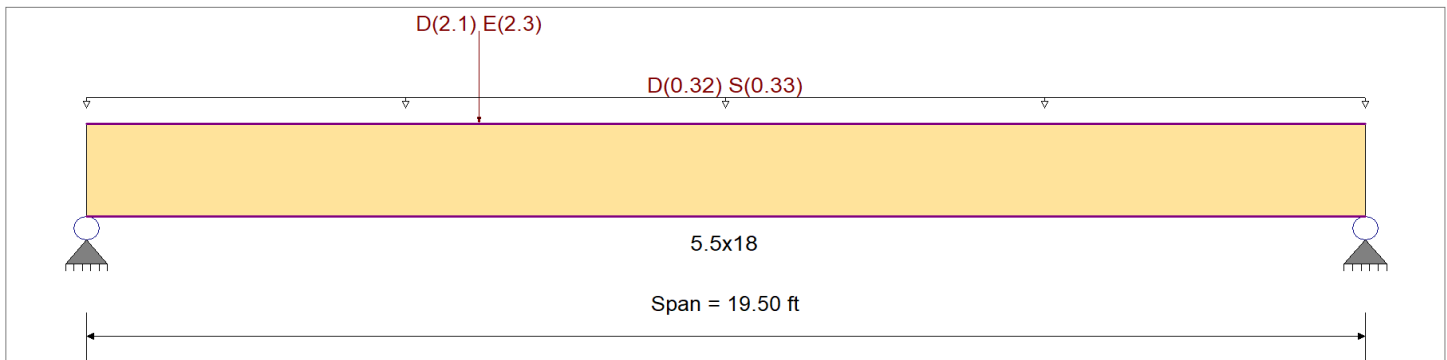 D(2.1) E(2.3)
D(0.32) S(0.33)
5.5x18
Span = 19.50 ft